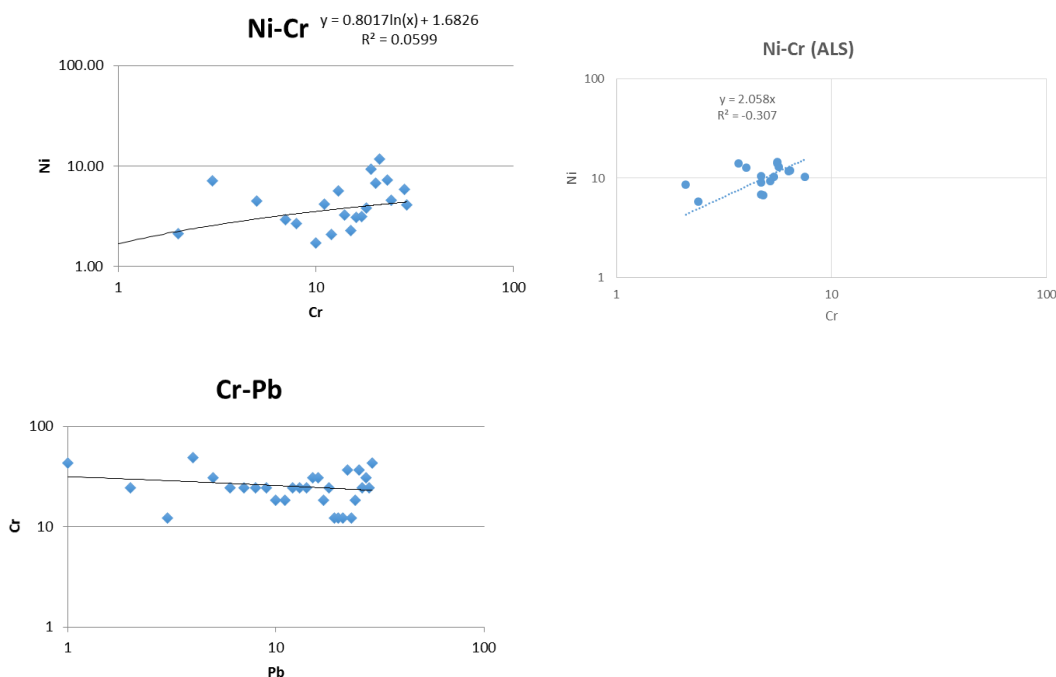 Ni-Cr
y = 0.8017ln(x) + 1.6826
R² = 0.0599
100.00
10.00
1.00
Ni
1
10
100
Cr
Ni-Cr (ALS)
y = 2.058x
R² = -0.307
100
10
1
Ni
1
10
100
Cr
Cr-Pb
100
10
1
Cr
1
10
100
Pb